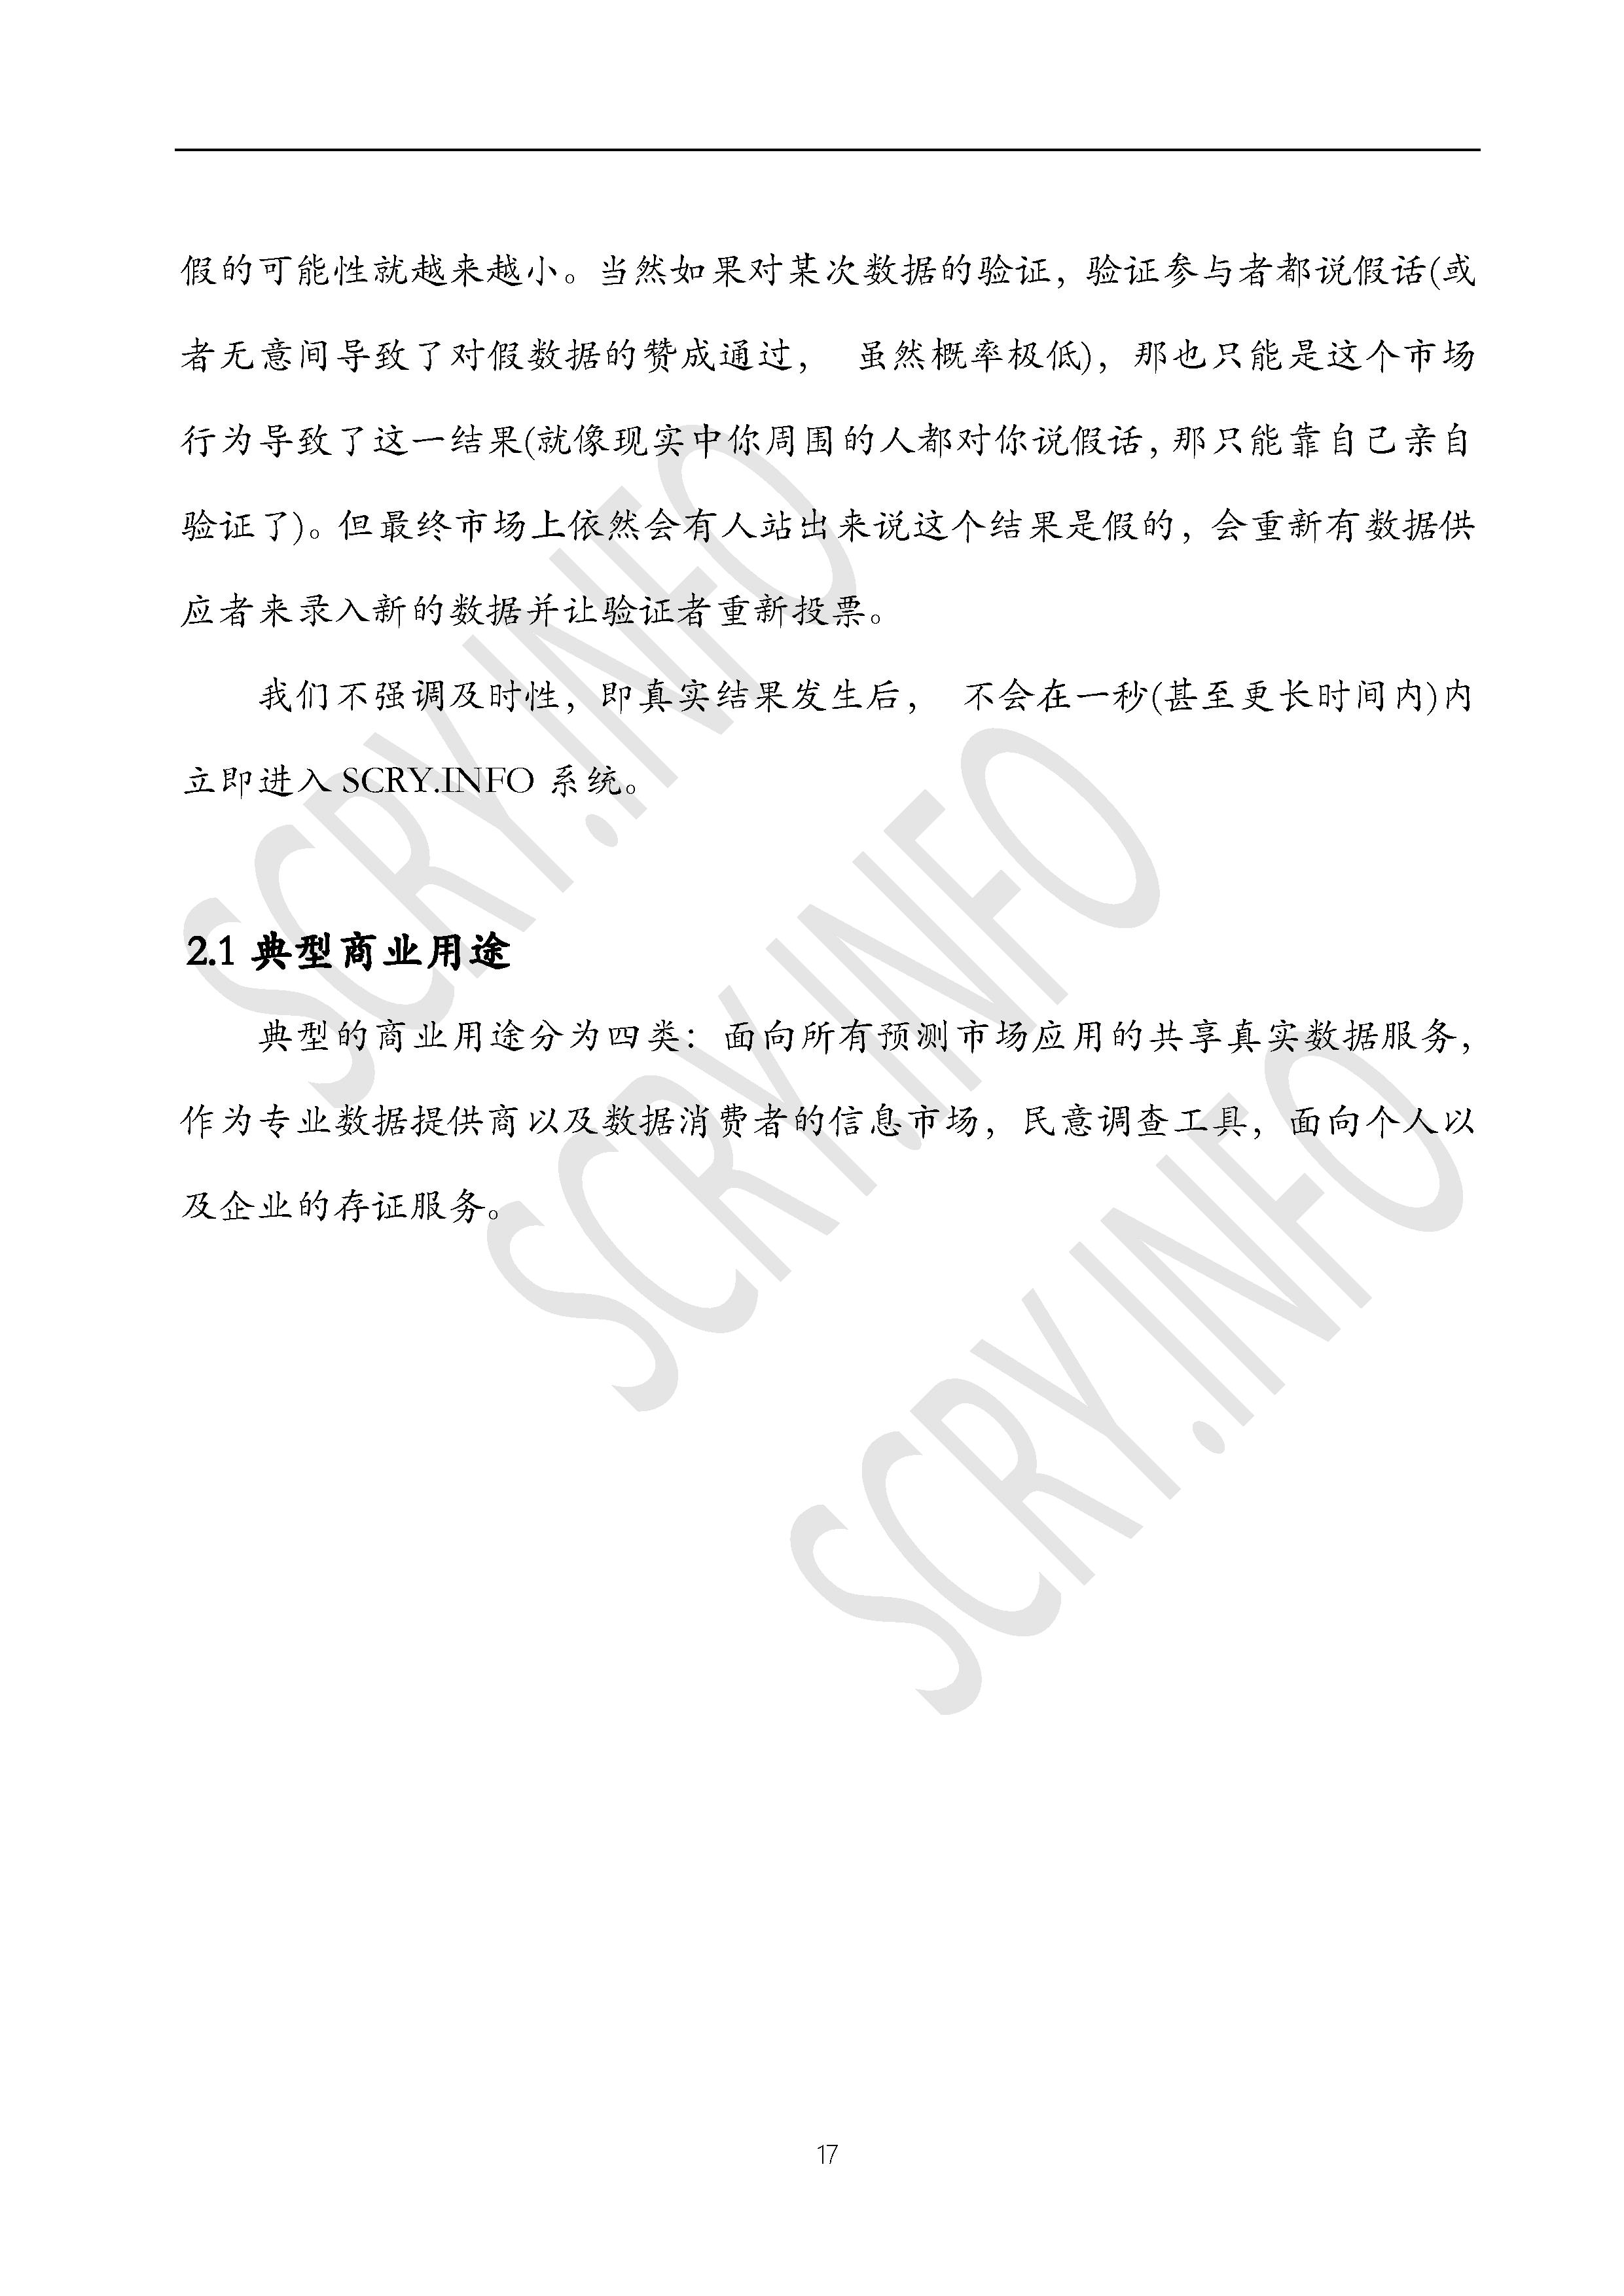 假的可能性就越来越小。当然如果对某次数据的验证，验证参与者都说假话(或
者无意间导致了对假数据的赞成通过， 虽然概率极低)，那也只能是这个市场
行为导致了这一结果(就像现实中你周围的人都对你说假话，那只能靠自己亲自
验证了)。但最终市场上依然会有人站出来说这个结果是假的，会重新有数据供
应者来录入新的数据并让验证者重新投票。
我们不强调及时性，即真实结果发生后， 不会在一秒(甚至更长时间内)内
立即进入 SCRY.INFO 系统。
2.1 典型商业用途
典型的商业用途分为四类：面向所有预测市场应用的共享真实数据服务，
作为专业数据提供商以及数据消费者的信息市场，民意调查工具，面向个人以
及企业的存证服务。
SCRY.INFO
SCRY.INFO
SCRY.INFO
17